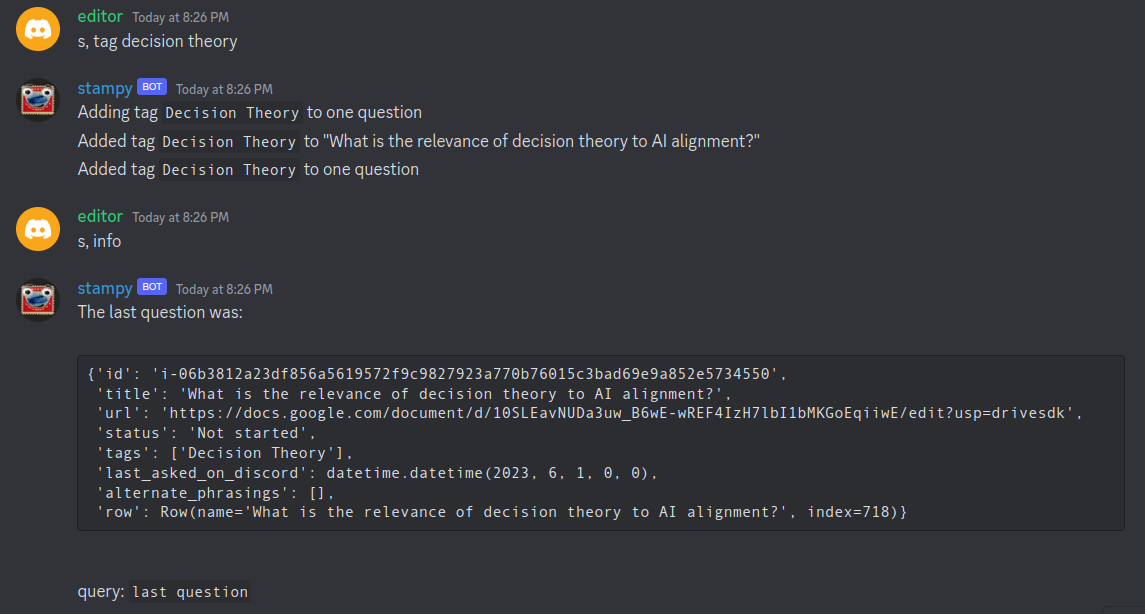 editor Today at 8:26 PM
s, tag decision theory
stampy BOT Today at 8:26 PM
Adding tag Decision Theory to one question
Added tag Decision Theory to "What is the relevance of decision theory to AI alignment?"
Added tag Decision Theory to one question
editor Today at 8:26 PM
s, info
stampy BOT Today at 8:26 PM
The last question was:
{'id': 'i-06b3812a23df856a5619572f9c9827923a770b76015c3bad69e9a852e5734550',
'title': 'What is the relevance of decision theory to AI alignment?',
'url': 'https://docs.google.com/document/d/10SLEavNUDa3uw_B6wE-wREF4IzH7lbI1bMKGoEqiiwE/edit?usp=drivesdk',
'status': 'Not started',
'tags': ['Decision Theory'],
'last_asked_on_discord': datetime.datetime(2023, 6, 1, 0, 0),
'alternate_phrasings': [],
'row': Row(name='What is the relevance of decision theory to AI alignment?', index=718)}
query: last question